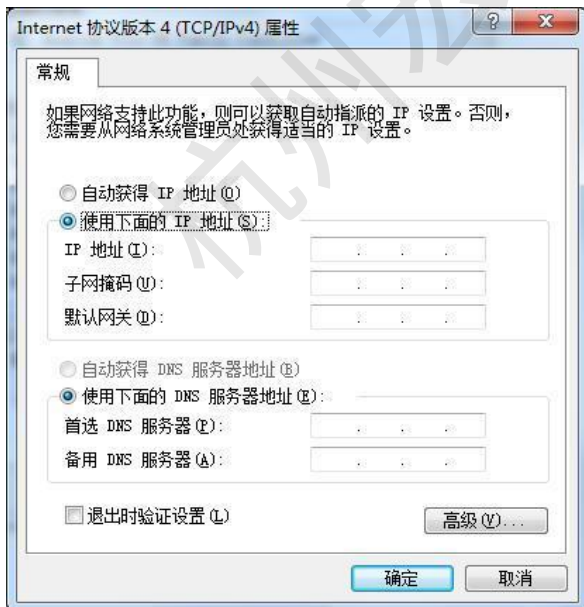 Internet 协议版本 4 (TCP/IPv4) 属性
常规
如果网络支持此功能，则可以获取自动指派的 IP 设置。否则，
您需要从网络系统管理员处获得适当的 IP 设置。
自动获得 IP 地址(O)
使用下面的 IP 地址(S):
IP 地址(I):
子网掩码(U):
默认网关(D):
自动获得 DNS 服务器地址(B)
使用下面的 DNS 服务器地址(E):
首选 DNS 服务器(P):
备用 DNS 服务器(A):
退出时验证设置(L)
高级(V)...
确定
取消
杭州